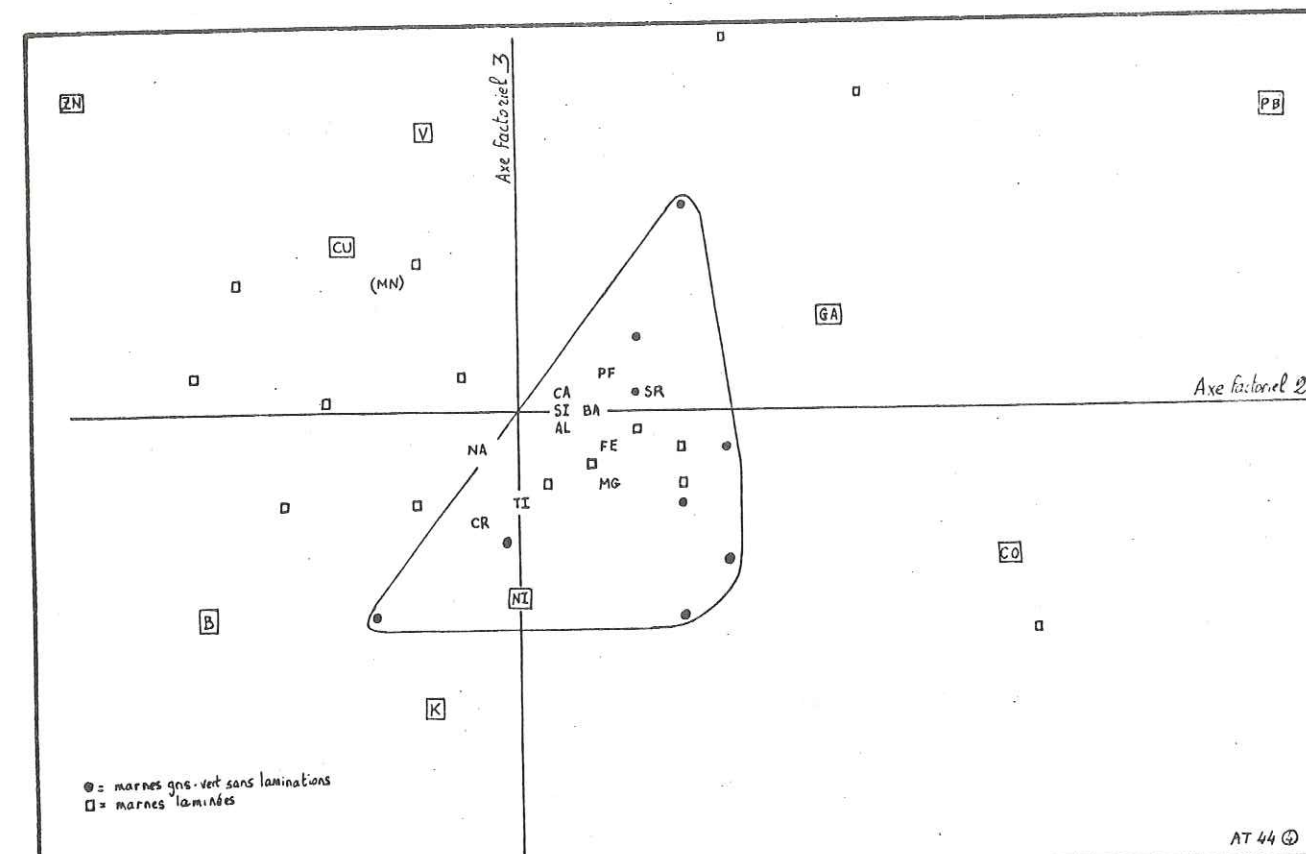 ZN
V
PB
Axe factoriel 3
CU
(MN)
GA
PF
Axe factoriel 2
CA
SR
SI BA
AL
NA
FE
MG
TI
CR
CO
NI
B
K
● = marnes gris-vert sans laminations
□ = marnes laminées
AT 44 ④